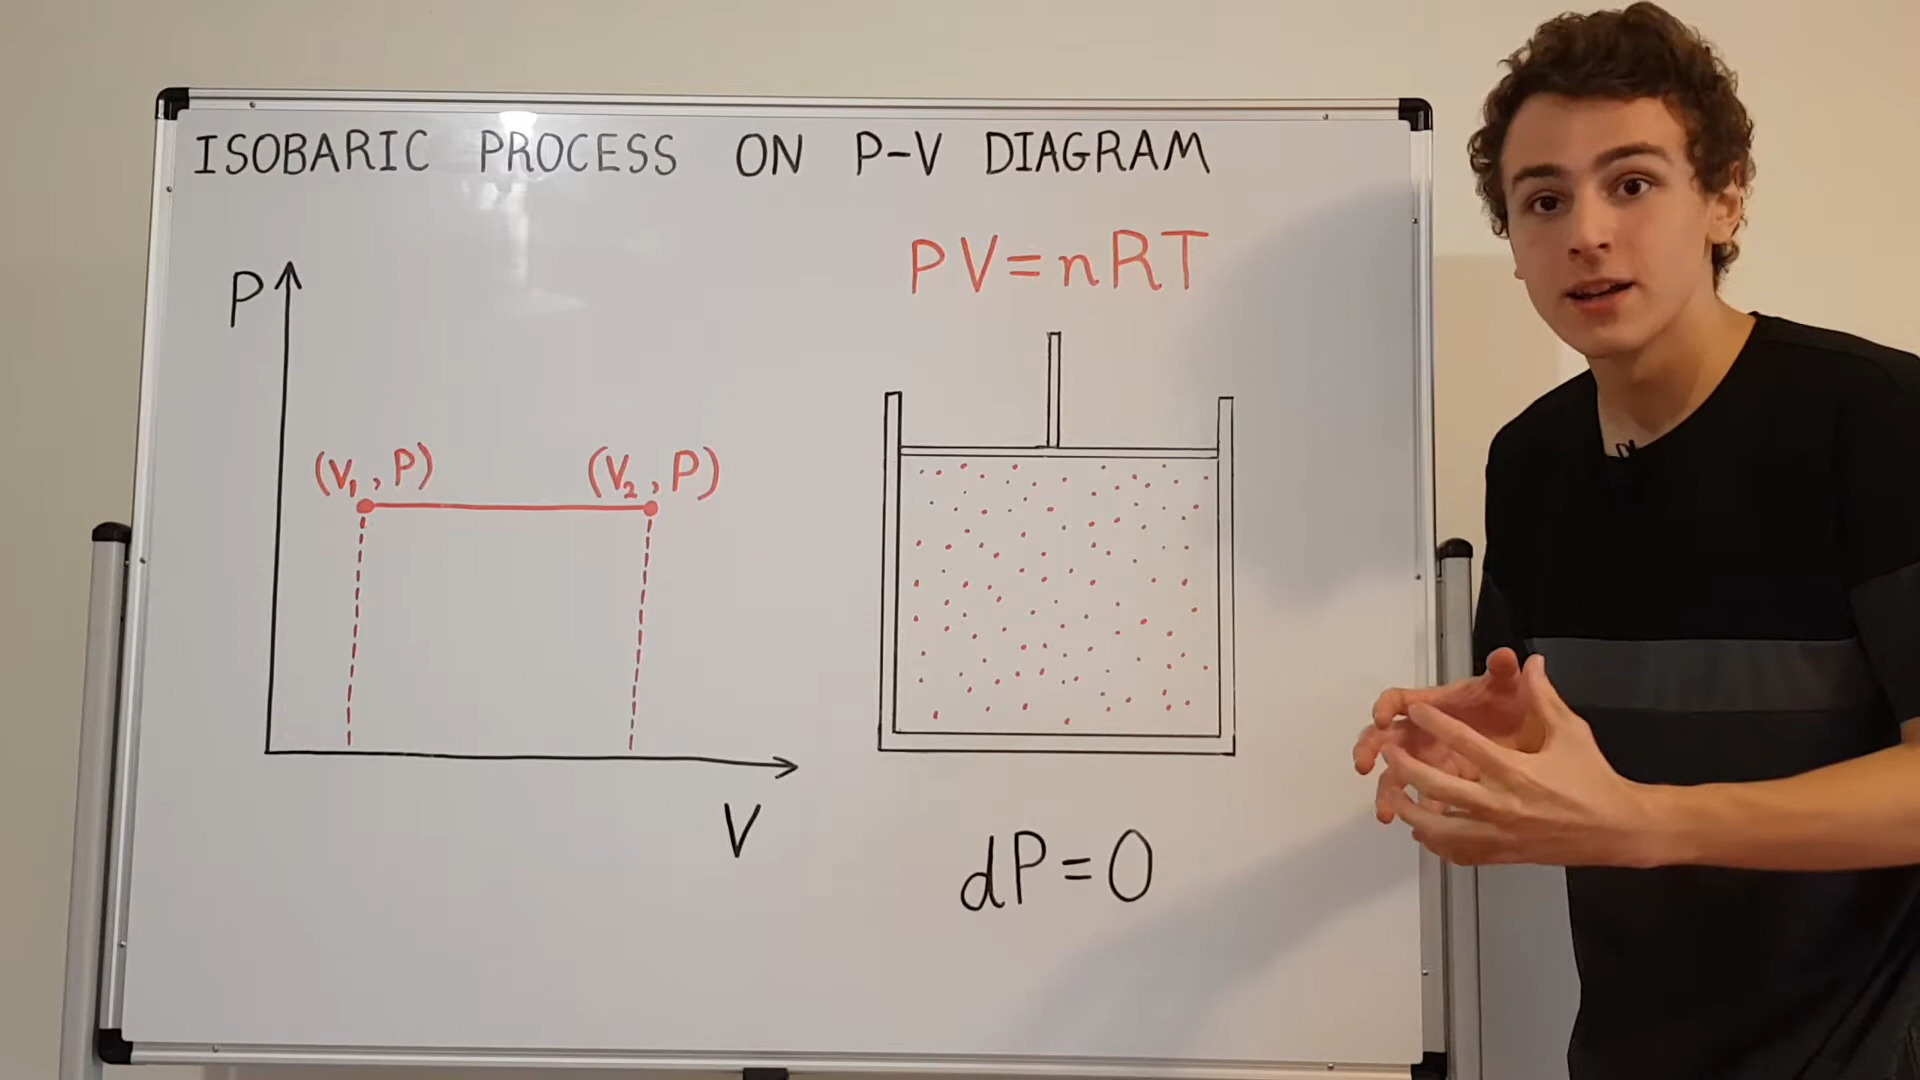 ISOBARIC PROCESS ON P-V DIAGRAM
PV=nRT
P
(V₁, P)
(V₂, P)
V
dP=0